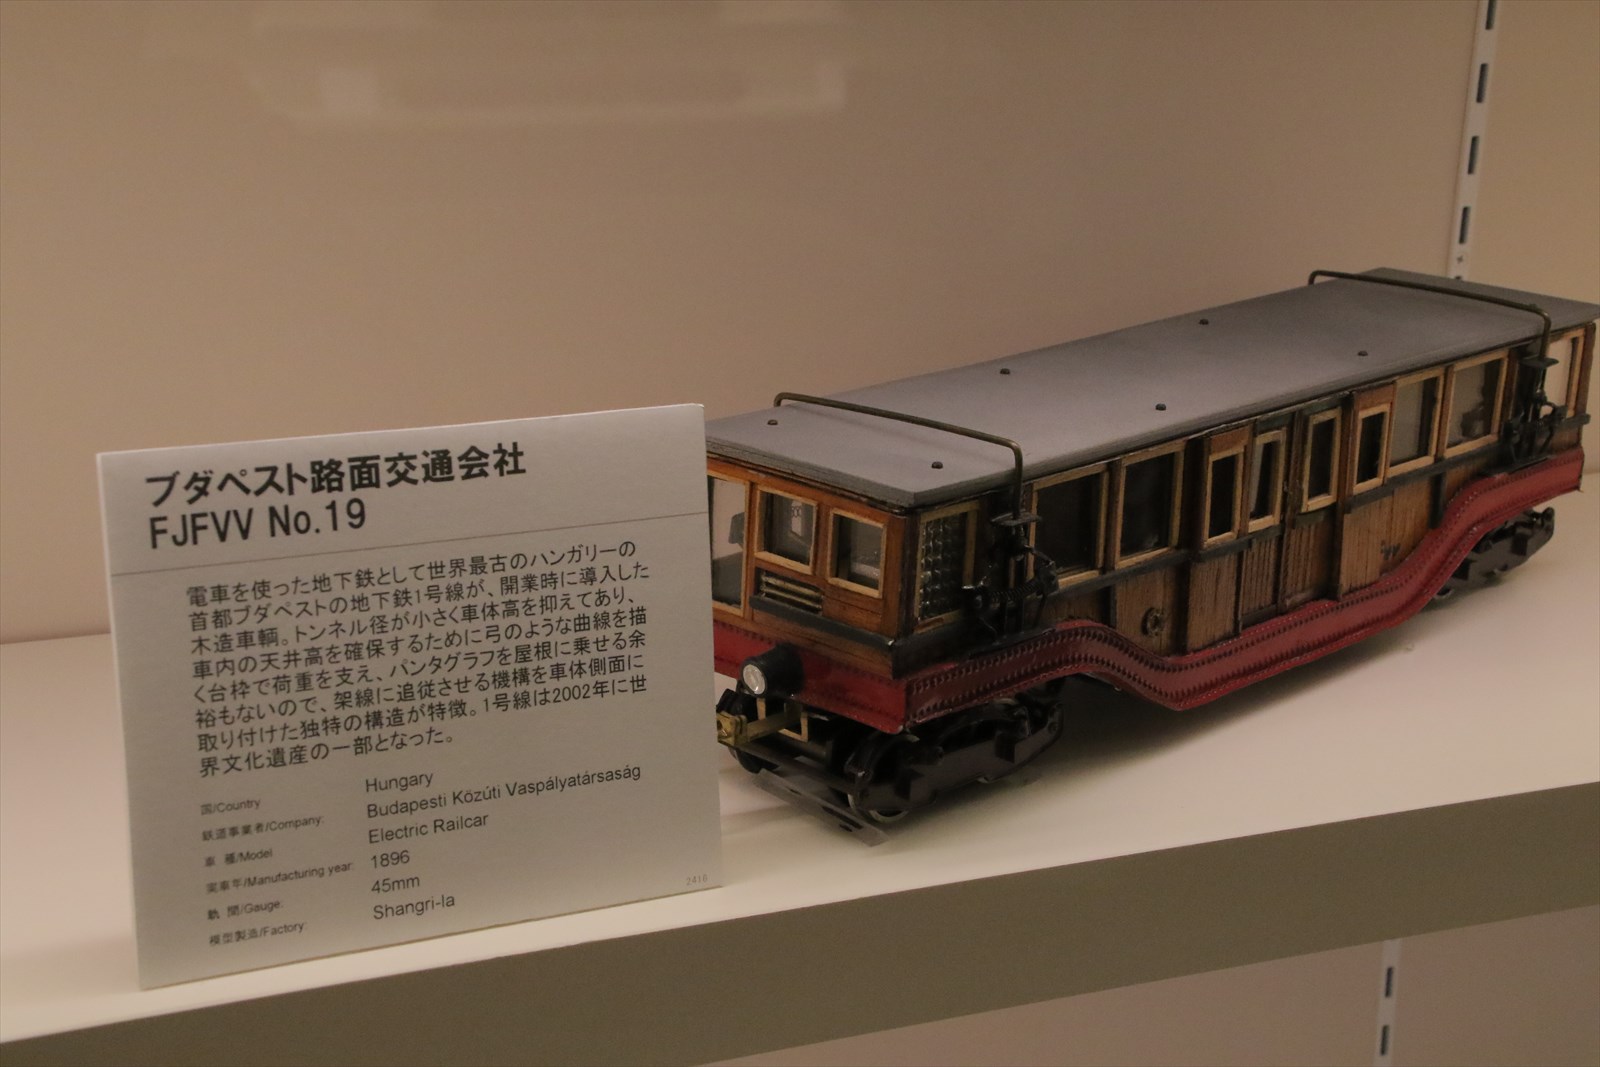 ブダペスト路面交通会社
FJFVV No.19
電車を使った地下鉄として世界最古のハンガリーの
首都ブダペストの地下鉄1号線が、開業時に導入した
木造車輌。トンネル径が小さく車体高を抑えてあり、
車内の天井高を確保するために弓のような曲線を描
く台枠で荷重を支え、パンタグラフを屋根に乗せる余
裕もないので、架線に追従させる機構を車体側面に
取り付けた独特の構造が特徴。1号線は2002年に世
界文化遺産の一部となった。
国/Country Hungary
鉄道事業者/Company: Budapesti Közúti Vaspályatársaság
車 種/Model Electric Railcar
実車年/Manufacturing year: 1896
軌 間/Gauge: 45mm
模型製造/Factory: Shangri-la
2418